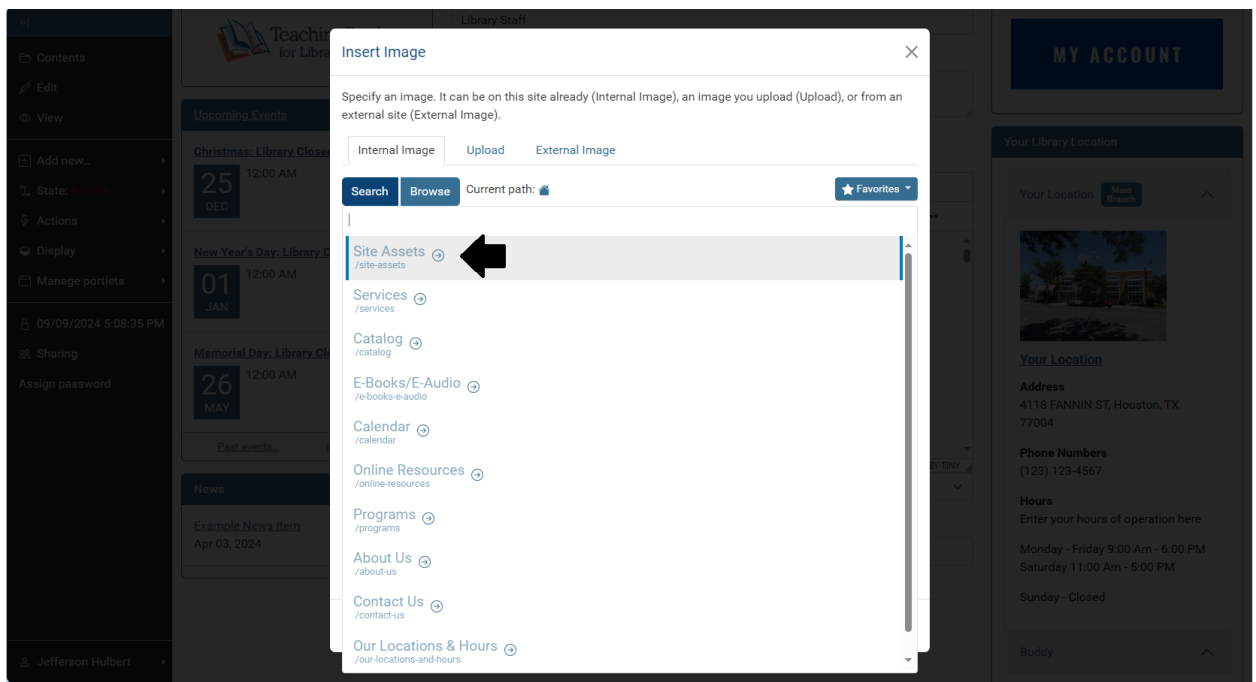 Contents
Edit
View
Add new...
State: Private
Actions
Display
Manage portlets
09/09/2024 5:08:35 PM
Sharing
Assign password
Jefferson Hulbert
Upcoming Events
Christmas: Library Close
25
DEC
12:00 AM
New Year's Day: Library C
01
JAN
12:00 AM
Memorial Day: Library Cl
26
MAY
12:00 AM
Past events...
News
Example News Item
Apr 03, 2024
Library Staff
Insert Image
Specify an image. It can be on this site already (Internal Image), an image you upload (Upload), or from an
external site (External Image).
Internal Image Upload External Image
Search Browse Current path: Favorites
Site Assets
/site-assets
Services
/services
Catalog
/catalog
E-Books/E-Audio
/e-books-e-audio
Calendar
/calendar
Online Resources
/online-resources
Programs
/programs
About Us
/about-us
Contact Us
/contact-us
Our Locations & Hours
/our-locations-and-hours
MY ACCOUNT
Your Library Location
Your Location Main
Branch
Your Location
Address
4118 FANNIN ST, Houston, TX
77004
Phone Numbers
(123) 123-4567
Hours
Enter your hours of operation here
Monday - Friday 9:00 Am - 6:00 PM
Saturday 11:00 Am - 5:00 PM
Sunday - Closed
Buddy